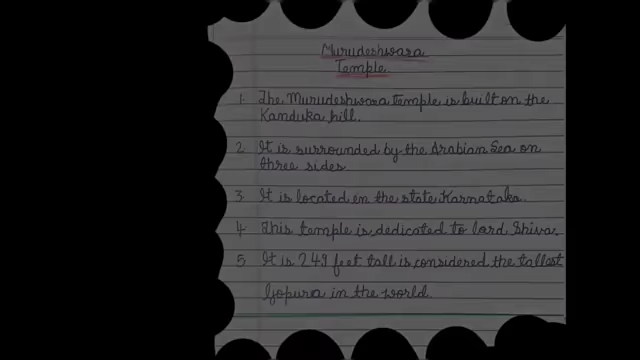 Murudeshwara
Temple
1. The Murudeshwara temple is built on the
Kanduka hill.
2. It is surrounded by the Arabian Sea on
three sides
3. It is located in the state Karnataka.
4. This temple is dedicated to lord Shiva.
5. It is 249 feet tall is considered the tallest
Gopura in the world.